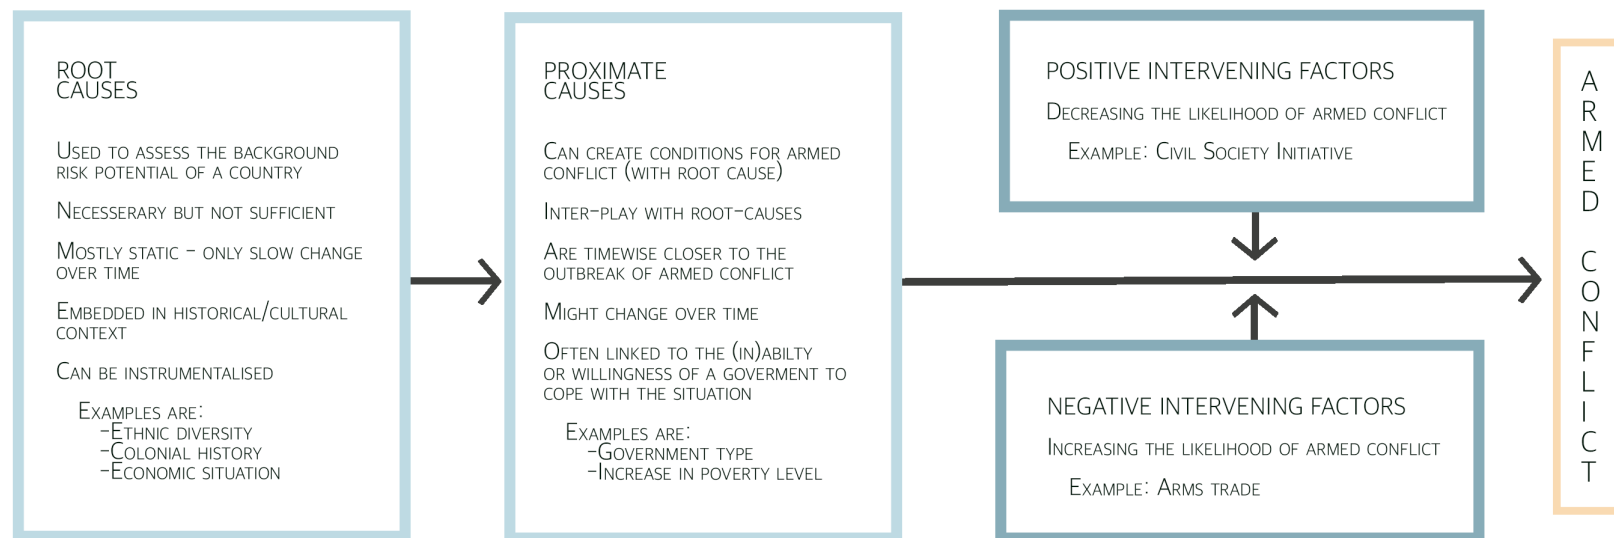 ROOT
CAUSES
Used to assess the background
risk potential of a country
Necesserary but not sufficient
Mostly static - only slow change
over time
Embedded in historical/cultural
context
Can be instrumentalised
Examples are:
-Ethnic diversity
-Colonial history
-Economic situation
PROXIMATE
CAUSES
Can create conditions for armed
conflict (with root cause)
Inter-play with root-causes
Are timewise closer to the
outbreak of armed conflict
Might change over time
Often linked to the (in)abilty
or willingness of a goverment to
cope with the situation
Examples are:
-Government type
-Increase in poverty level
POSITIVE INTERVENING FACTORS
Decreasing the likelihood of armed conflict
Example: Civil Society Initiative
NEGATIVE INTERVENING FACTORS
Increasing the likelihood of armed conflict
Example: Arms trade
ARMED CONFLICT